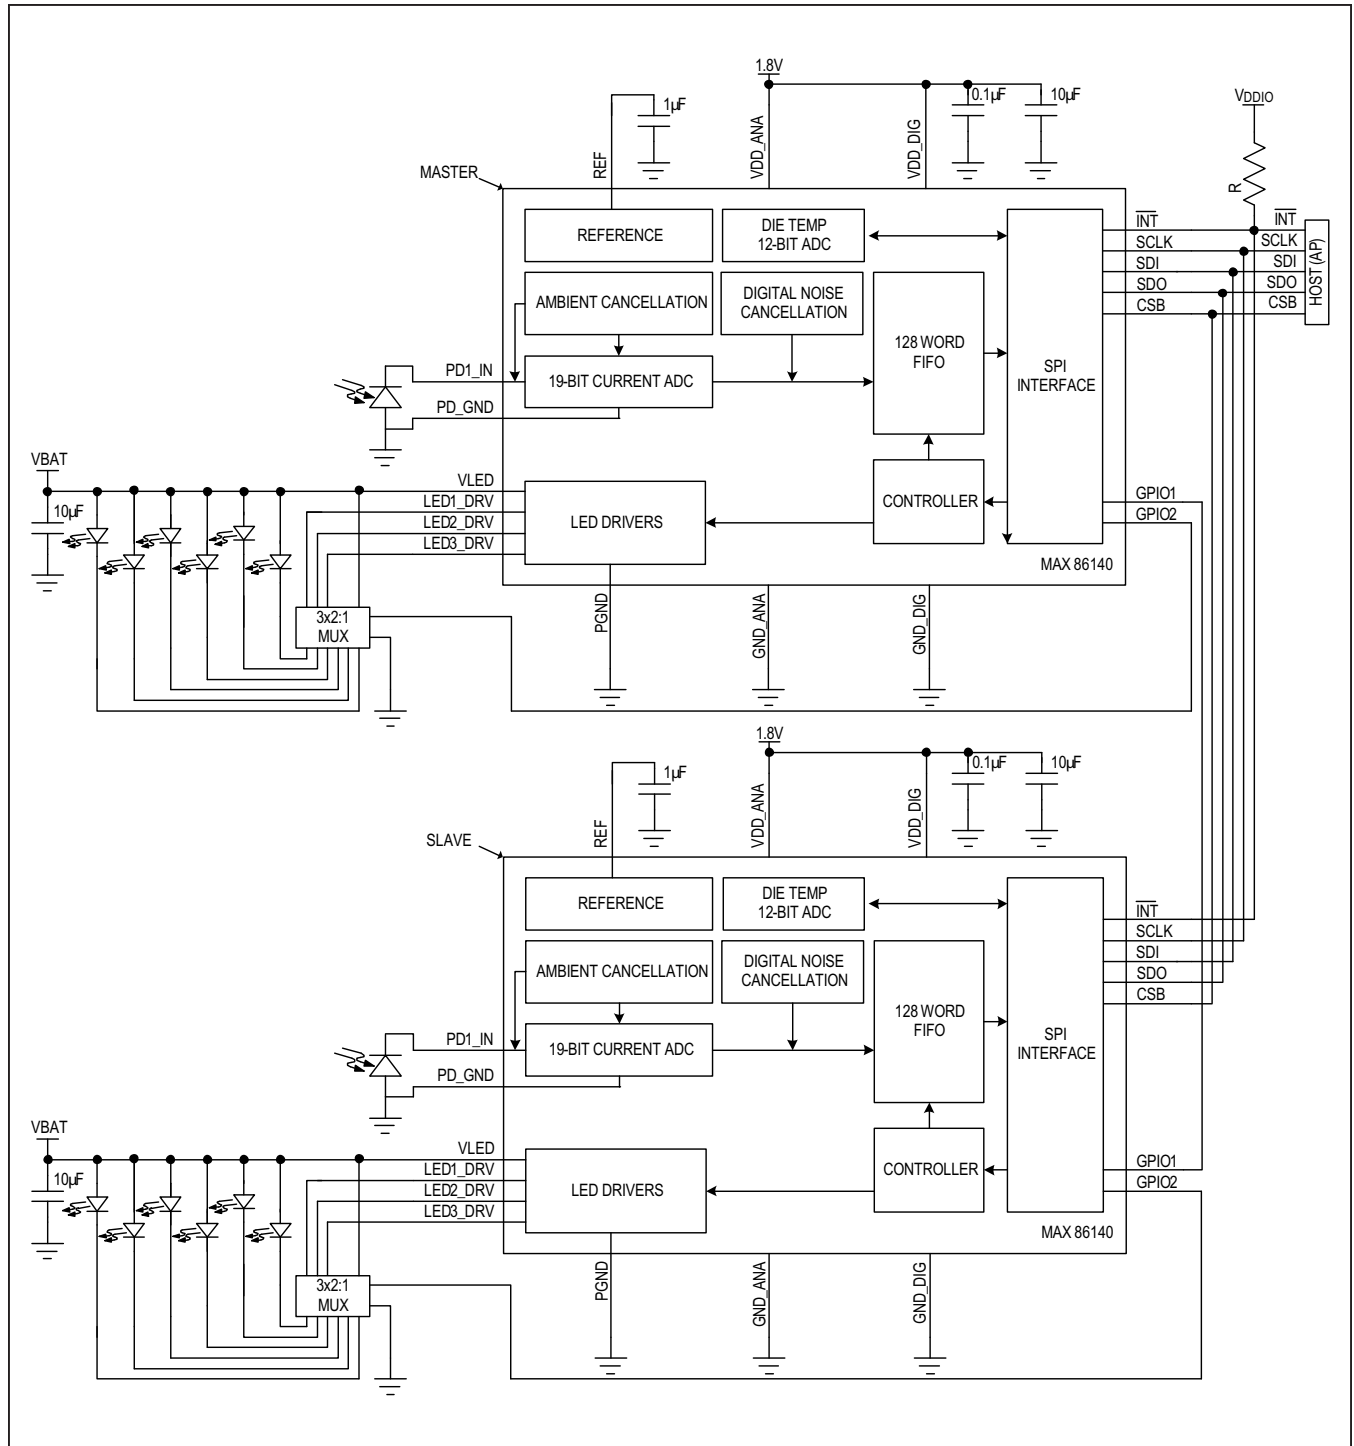 1.8V
1µF
0.1µF
10µF
VDDIO
REF
VDD_ANA
VDD_DIG
R
MASTER
REFERENCE
DIE TEMP
12-BIT ADC
INT
SCLK
SDI
SDO
CSB
INT
SCLK
SDI
SDO
CSB
HOST (AP)
AMBIENT CANCELLATION
DIGITAL NOISE
CANCELLATION
128 WORD
FIFO
SPI
INTERFACE
PD1_IN
19-BIT CURRENT ADC
PD_GND
VBAT
10µF
VLED
LED1_DRV
LED2_DRV
LED3_DRV
LED DRIVERS
CONTROLLER
GPIO1
GPIO2
MAX 86140
3x2:1
MUX
PGND
GND_ANA
GND_DIG
1.8V
1µF
0.1µF
10µF
REF
VDD_ANA
VDD_DIG
SLAVE
REFERENCE
DIE TEMP
12-BIT ADC
INT
SCLK
SDI
SDO
CSB
AMBIENT CANCELLATION
DIGITAL NOISE
CANCELLATION
128 WORD
FIFO
SPI
INTERFACE
PD1_IN
19-BIT CURRENT ADC
PD_GND
VBAT
10µF
VLED
LED1_DRV
LED2_DRV
LED3_DRV
LED DRIVERS
CONTROLLER
GPIO1
GPIO2
MAX 86140
3x2:1
MUX
PGND
GND_ANA
GND_DIG